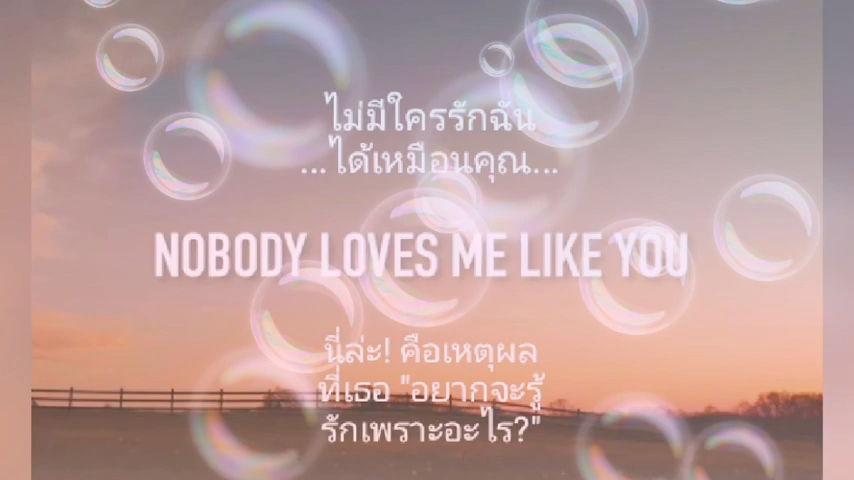 ไม่มีใครรักฉัน
...ได้เหมือนคุณ...
NOBODY LOVES ME LIKE YOU
นี่ล่ะ! คือเหตุผล
ที่เธอ "อยากจะรู้
รักเพราะอะไร?"